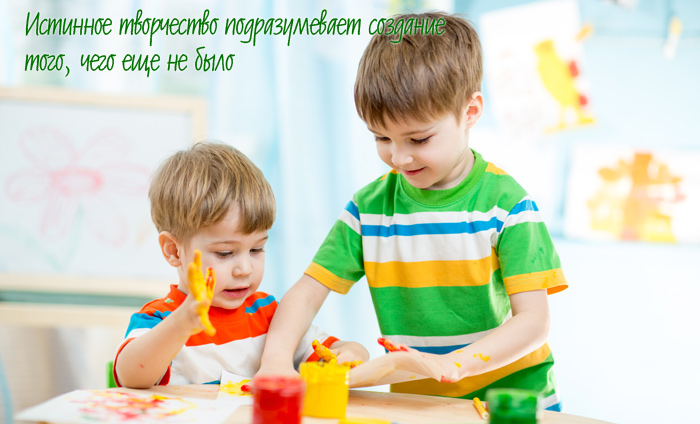 Истинное творчество подразумевает создание
того, чего еще не было